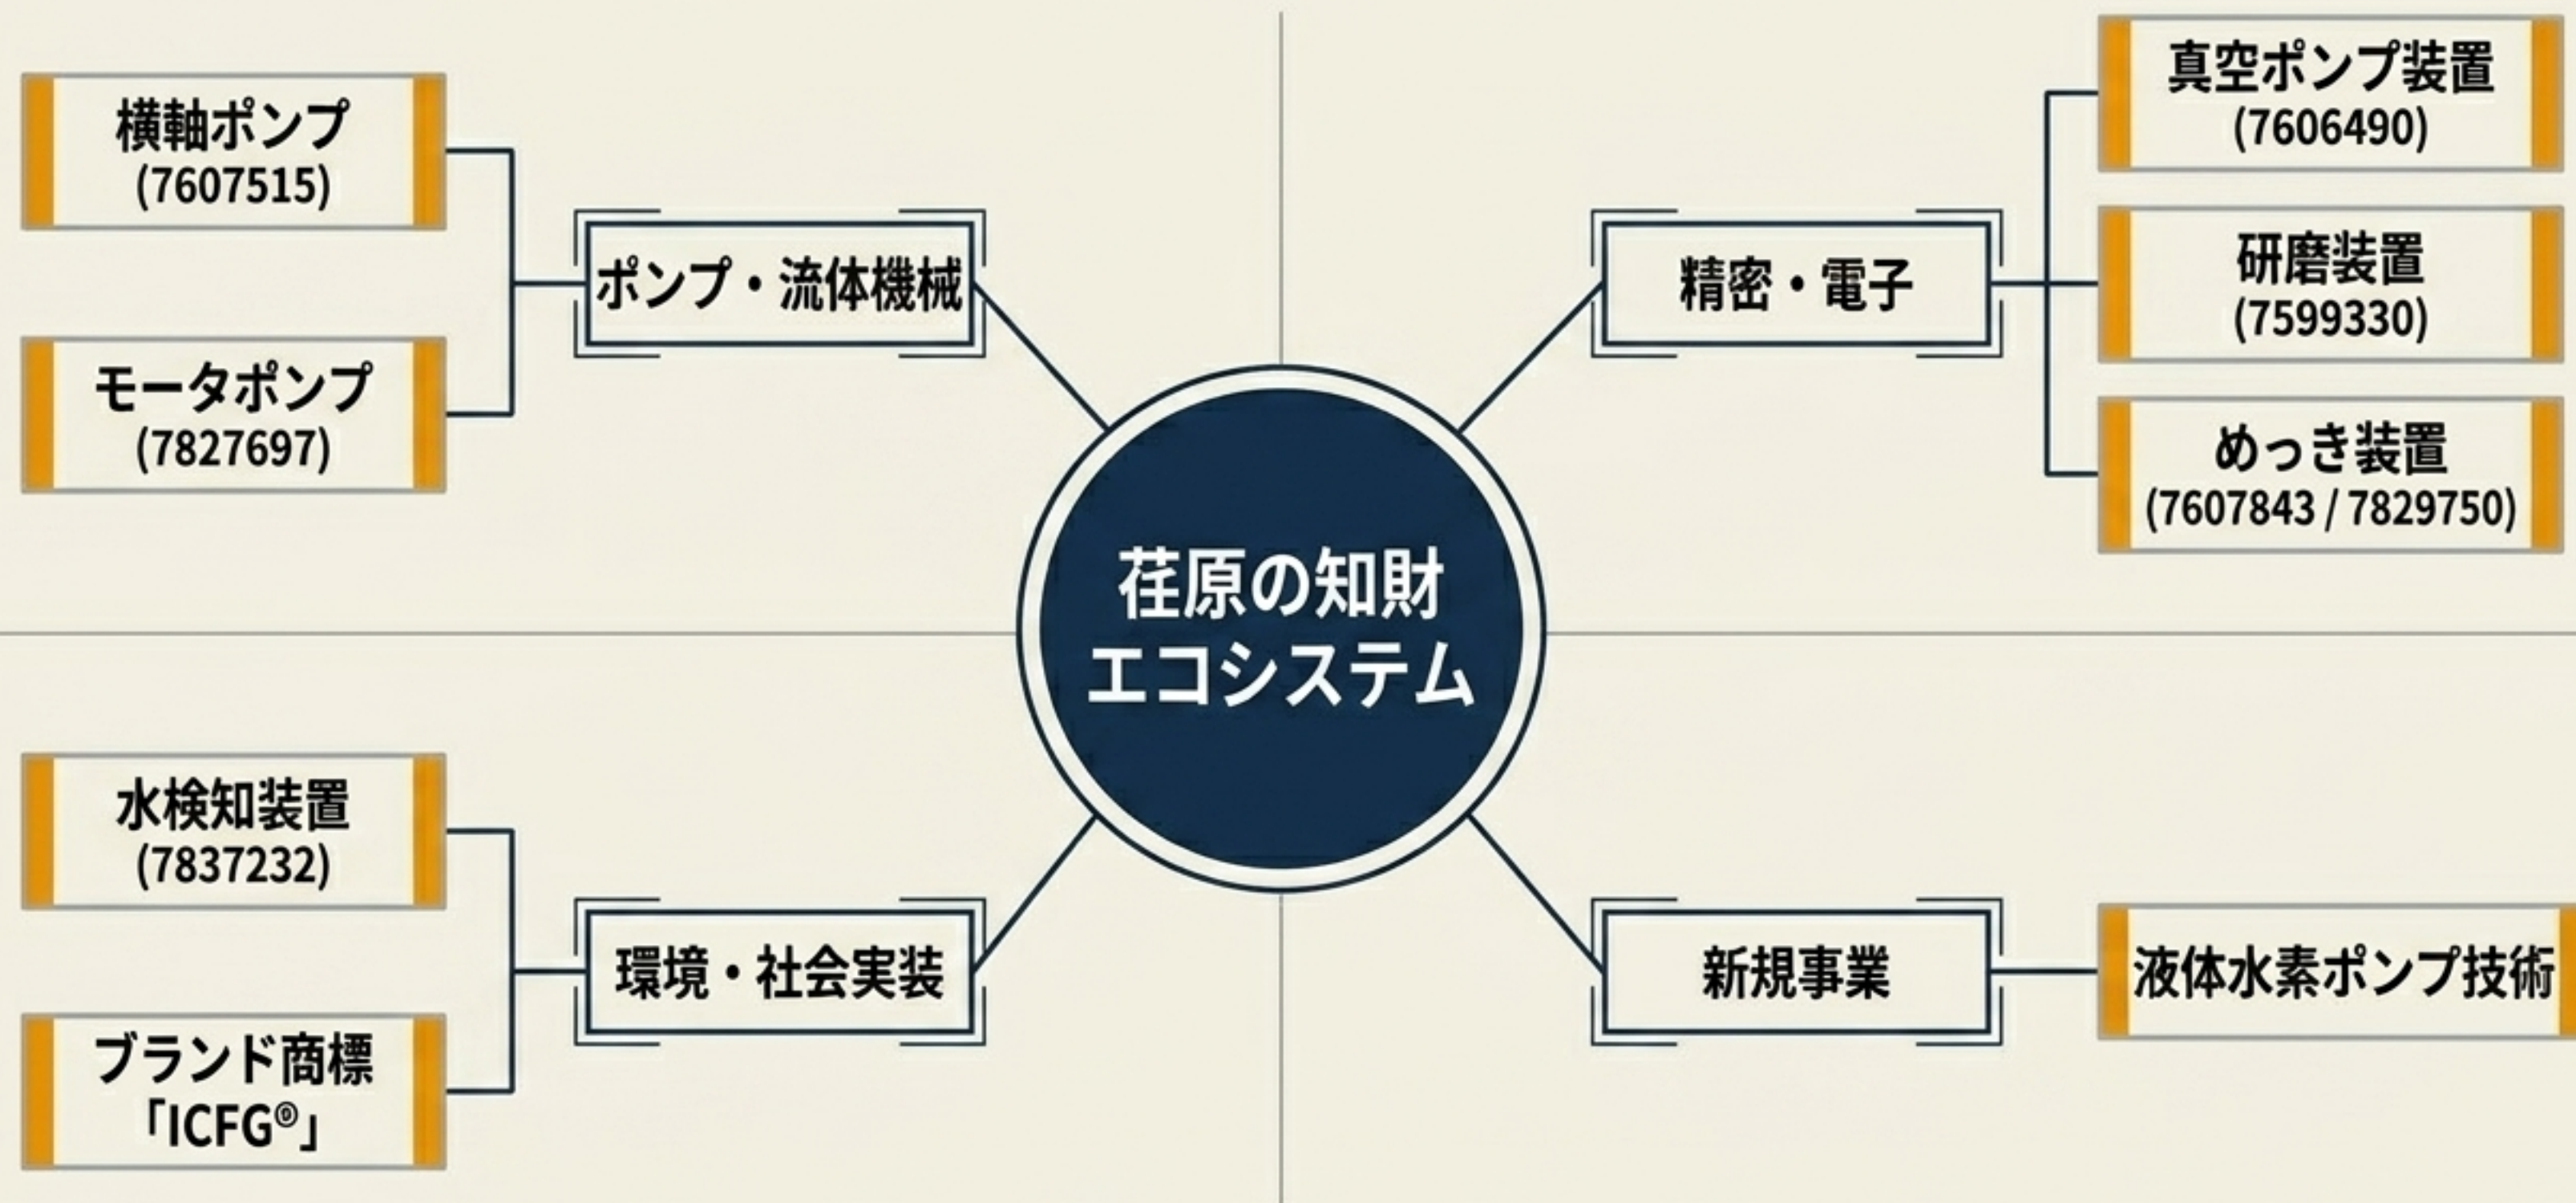 横軸ポンプ
(7607515)
モータポンプ
(7827697)
ポンプ・流体機械
精密・電子
真空ポンプ装置
(7606490)
研磨装置
(7599330)
めっき装置
(7607843 / 7829750)
荏原の知財
エコシステム
水検知装置
(7837232)
ブランド商標
「ICFG®」
環境・社会実装
新規事業
液体水素ポンプ技術